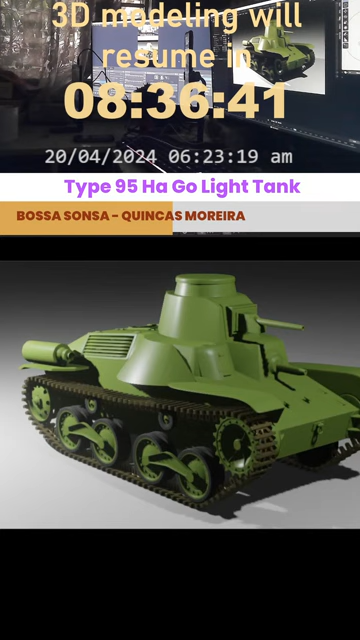 3D modeling will
resume in
08:36:41
20/04/2024 06:23:19 am
Type 95 Ha Go Light Tank
BOSSA SONSA - QUINCAS MOREIRA